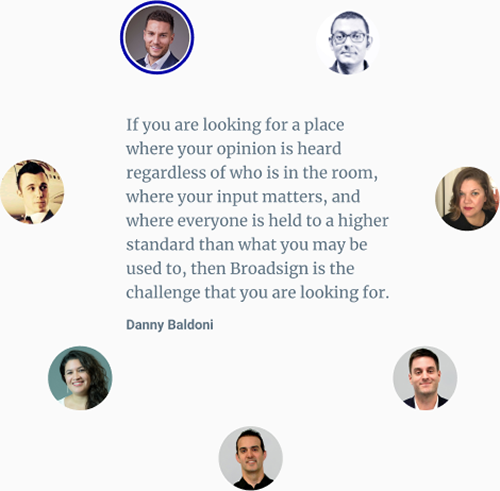 If you are looking for a place
where your opinion is heard
regardless of who is in the room,
where your input matters, and
where everyone is held to a higher
standard than what you may be
used to, then Broadsign is the
challenge that you are looking for.
Danny Baldoni